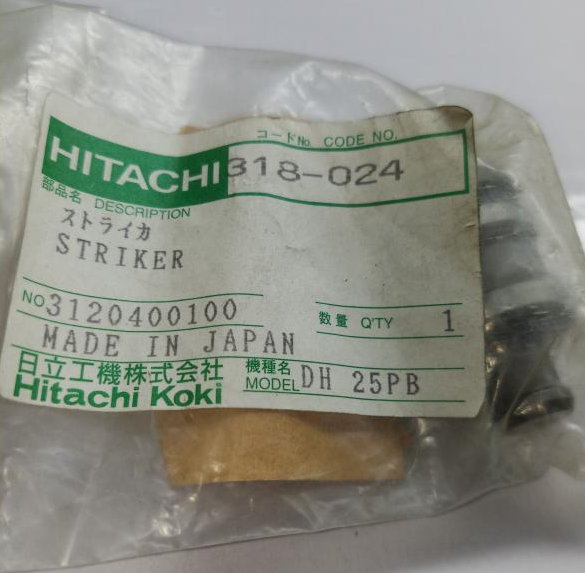 コードNo. CODE NO.
HITACHI 318-024
部品名 DESCRIPTION
ストライカ
STRIKER
NO 3120400100
数量 Q'TY 1
MADE IN JAPAN
日立工機株式会社
Hitachi Koki
機種名
MODEL DH 25PB